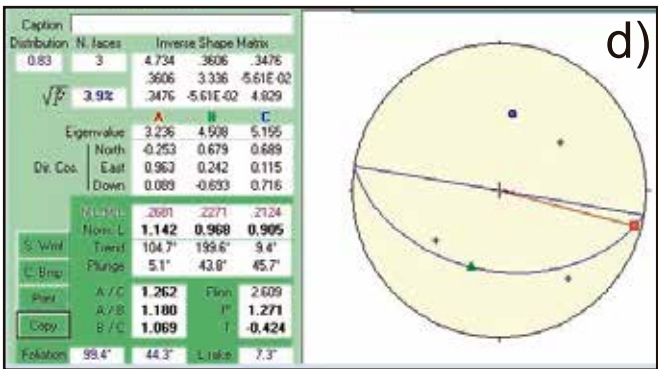 Caption
d)
Distribution N. faces Inverse Shape Matrix
0.83 3 4.734 .3606 .3476
.3606 3.336 -5.61E-02
√F 3.9% .3476 -5.61E-02 4.829
A B C
Eigenvalue 3.236 4.508 5.155
North -0.253 0.679 0.689
Dir. Cos. East 0.963 0.242 0.115
Down 0.089 -0.693 0.716
.2681 .2271 .2124
Norm. L 1.142 0.968 0.905
S. Wmf Trend 104.7° 199.6° 9.4°
C. Bmp Plunge 5.1° 43.8° 45.7°
Print A / C 1.262 Flinn 2.609
A / B 1.180 P' 1.271
Copy B / C 1.069 T -0.424
Foliation 99.4° 44.3° L rake 7.3°